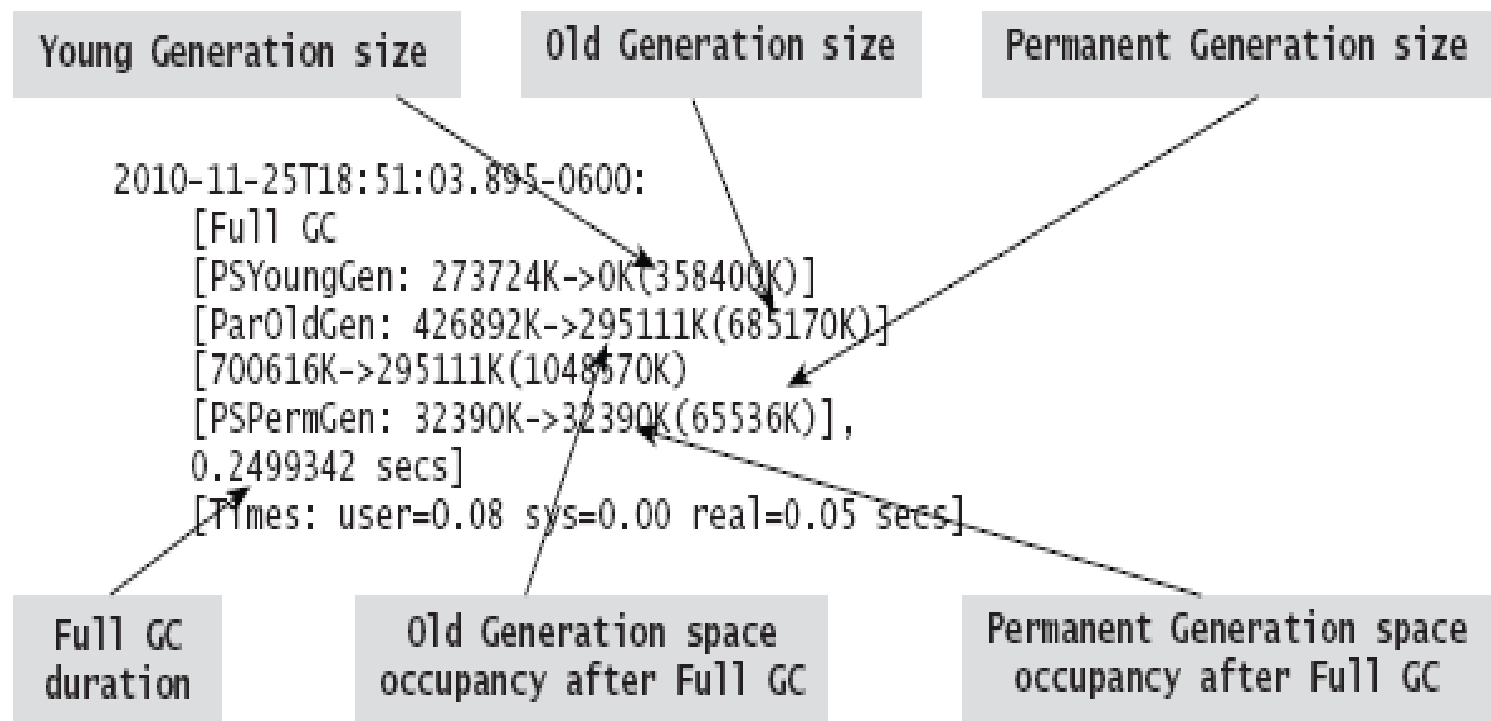 Young Generation size
Old Generation size
Permanent Generation size
2010-11-25T18:51:03.895-0600:
[Full GC
[PSYoungGen: 273724K->0K(358400K)]
[ParOldGen: 426892K->295111K(685170K)]
[700616K->295111K(1048570K)
[PSPermGen: 32390K->32390K(65536K)],
0.2499342 secs]
[Times: user=0.08 sys=0.00 real=0.05 secs]
Full GC
duration
Old Generation space
occupancy after Full GC
Permanent Generation space
occupancy after Full GC